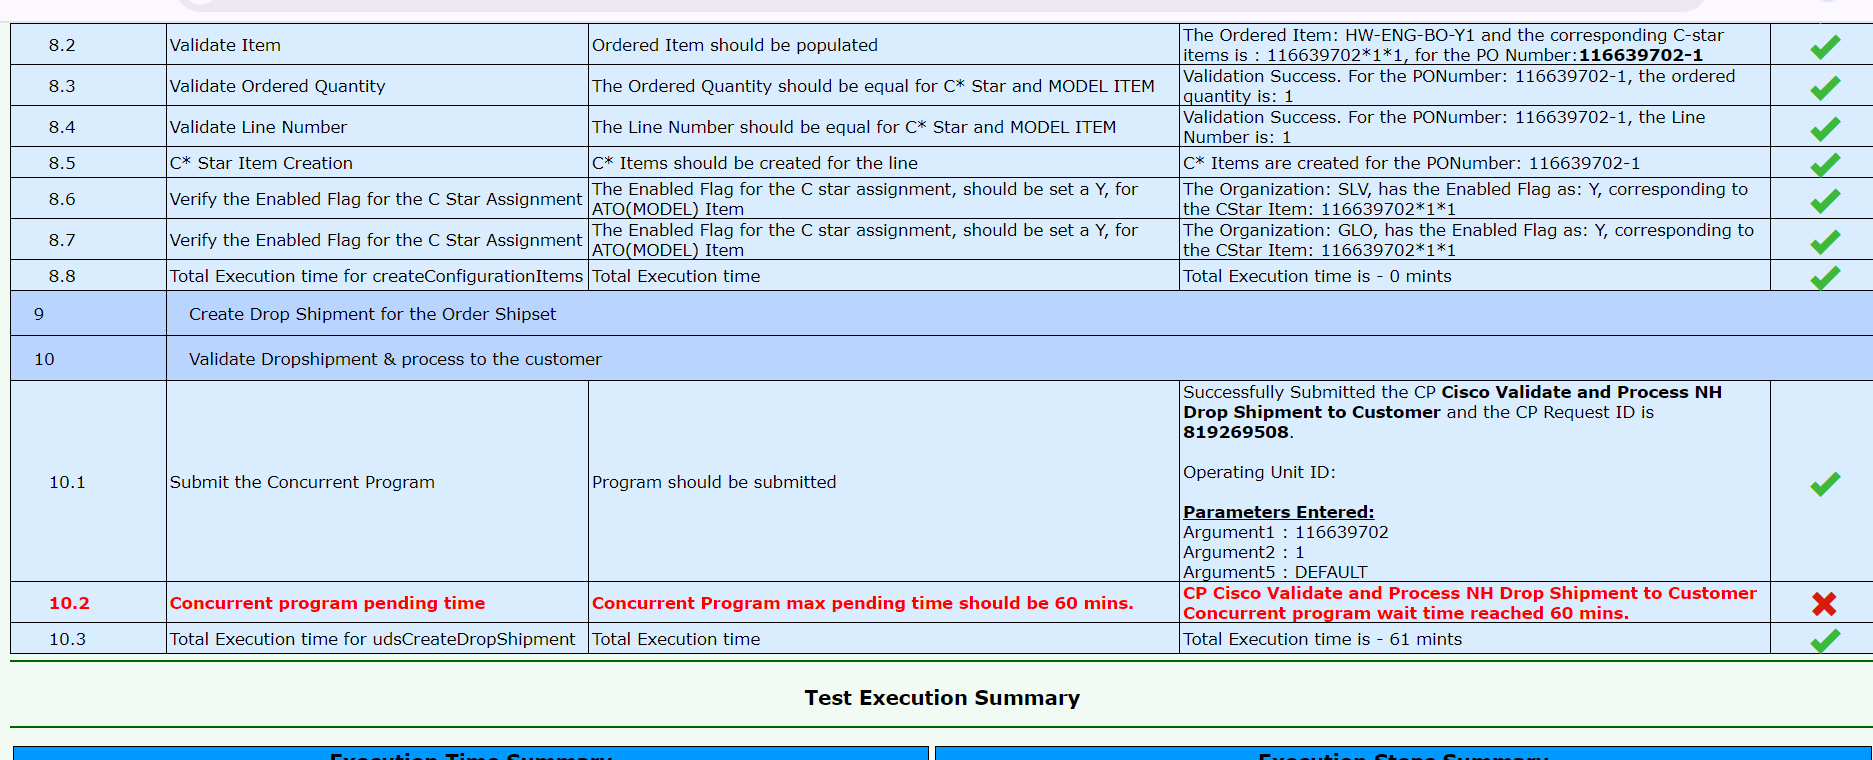 8.2 Validate Item Ordered Item should be populated The Ordered Item: HW-ENG-BO-Y1 and the corresponding C-star
items is : 116639702*1*1, for the PO Number:116639702-1
8.3 Validate Ordered Quantity The Ordered Quantity should be equal for C* Star and MODEL ITEM Validation Success. For the PONumber: 116639702-1, the ordered
quantity is: 1
8.4 Validate Line Number The Line Number should be equal for C* Star and MODEL ITEM Validation Success. For the PONumber: 116639702-1, the Line
Number is: 1
8.5 C* Star Item Creation C* Items should be created for the line C* Items are created for the PONumber: 116639702-1
8.6 Verify the Enabled Flag for the C Star Assignment The Enabled Flag for the C star assignment, should be set a Y, for
ATO(MODEL) Item
The Organization: SLV, has the Enabled Flag as: Y, corresponding to
the CStar Item: 116639702*1*1
8.7 Verify the Enabled Flag for the C Star Assignment The Enabled Flag for the C star assignment, should be set a Y, for
ATO(MODEL) Item
The Organization: GLO, has the Enabled Flag as: Y, corresponding to
the CStar Item: 116639702*1*1
8.8 Total Execution time for createConfigurationItems Total Execution time Total Execution time is - 0 mints
9 Create Drop Shipment for the Order Shipset
10 Validate Dropshipment & process to the customer
10.1 Submit the Concurrent Program Program should be submitted
Successfully Submitted the CP Cisco Validate and Process NH
Drop Shipment to Customer and the CP Request ID is
819269508.
Operating Unit ID:
Parameters Entered:
Argument1 : 116639702
Argument2 : 1
Argument5 : DEFAULT
10.2 Concurrent program pending time Concurrent Program max pending time should be 60 mins. CP Cisco Validate and Process NH Drop Shipment to Customer
Concurrent program wait time reached 60 mins.
10.3 Total Execution time for udsCreateDropShipment Total Execution time Total Execution time is - 61 mints
Test Execution Summary
Execution Time Summary Execution Steps Summary